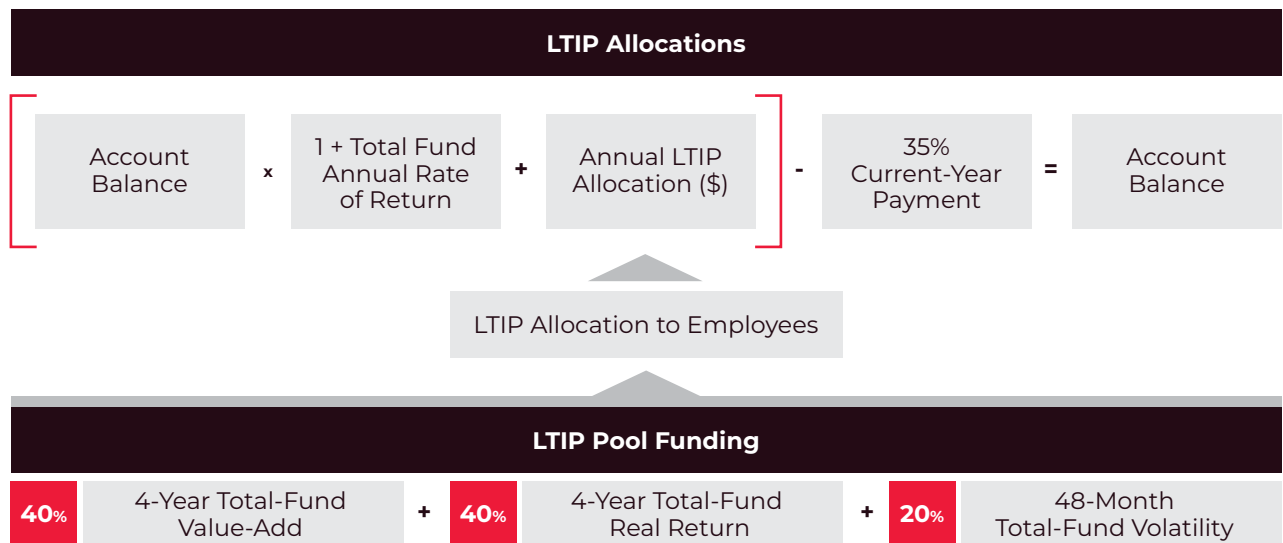 LTIP Allocations
Account
Balance
x
1 + Total Fund
Annual Rate
of Return
+
Annual LTIP
Allocation ($)
-
35%
Current-Year
Payment
=
Account
Balance
LTIP Allocation to Employees
LTIP Pool Funding
40%
4-Year Total-Fund
Value-Add
+
40%
4-Year Total-Fund
Real Return
+
20%
48-Month
Total-Fund Volatility